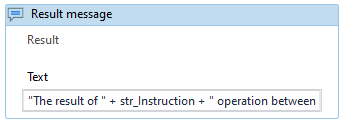 Result message
Result
Text
"The result of " + str_Instruction + " operation between